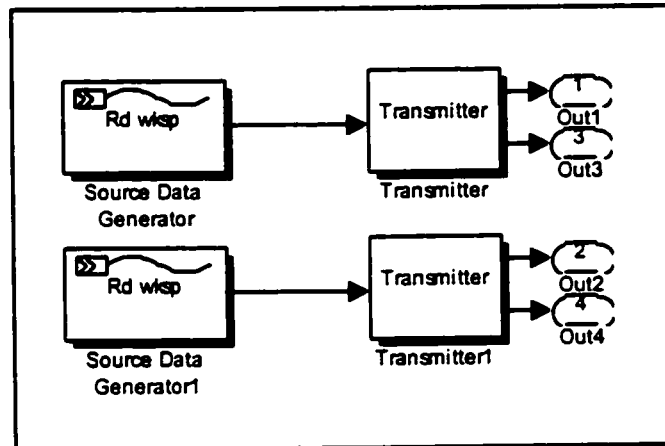 Rd wksp
Source Data
Generator
Transmitter
Transmitter
1
Out1
3
Out3
Rd wksp
Source Data
Generator1
Transmitter
Transmitter1
2
Out2
4
Out4